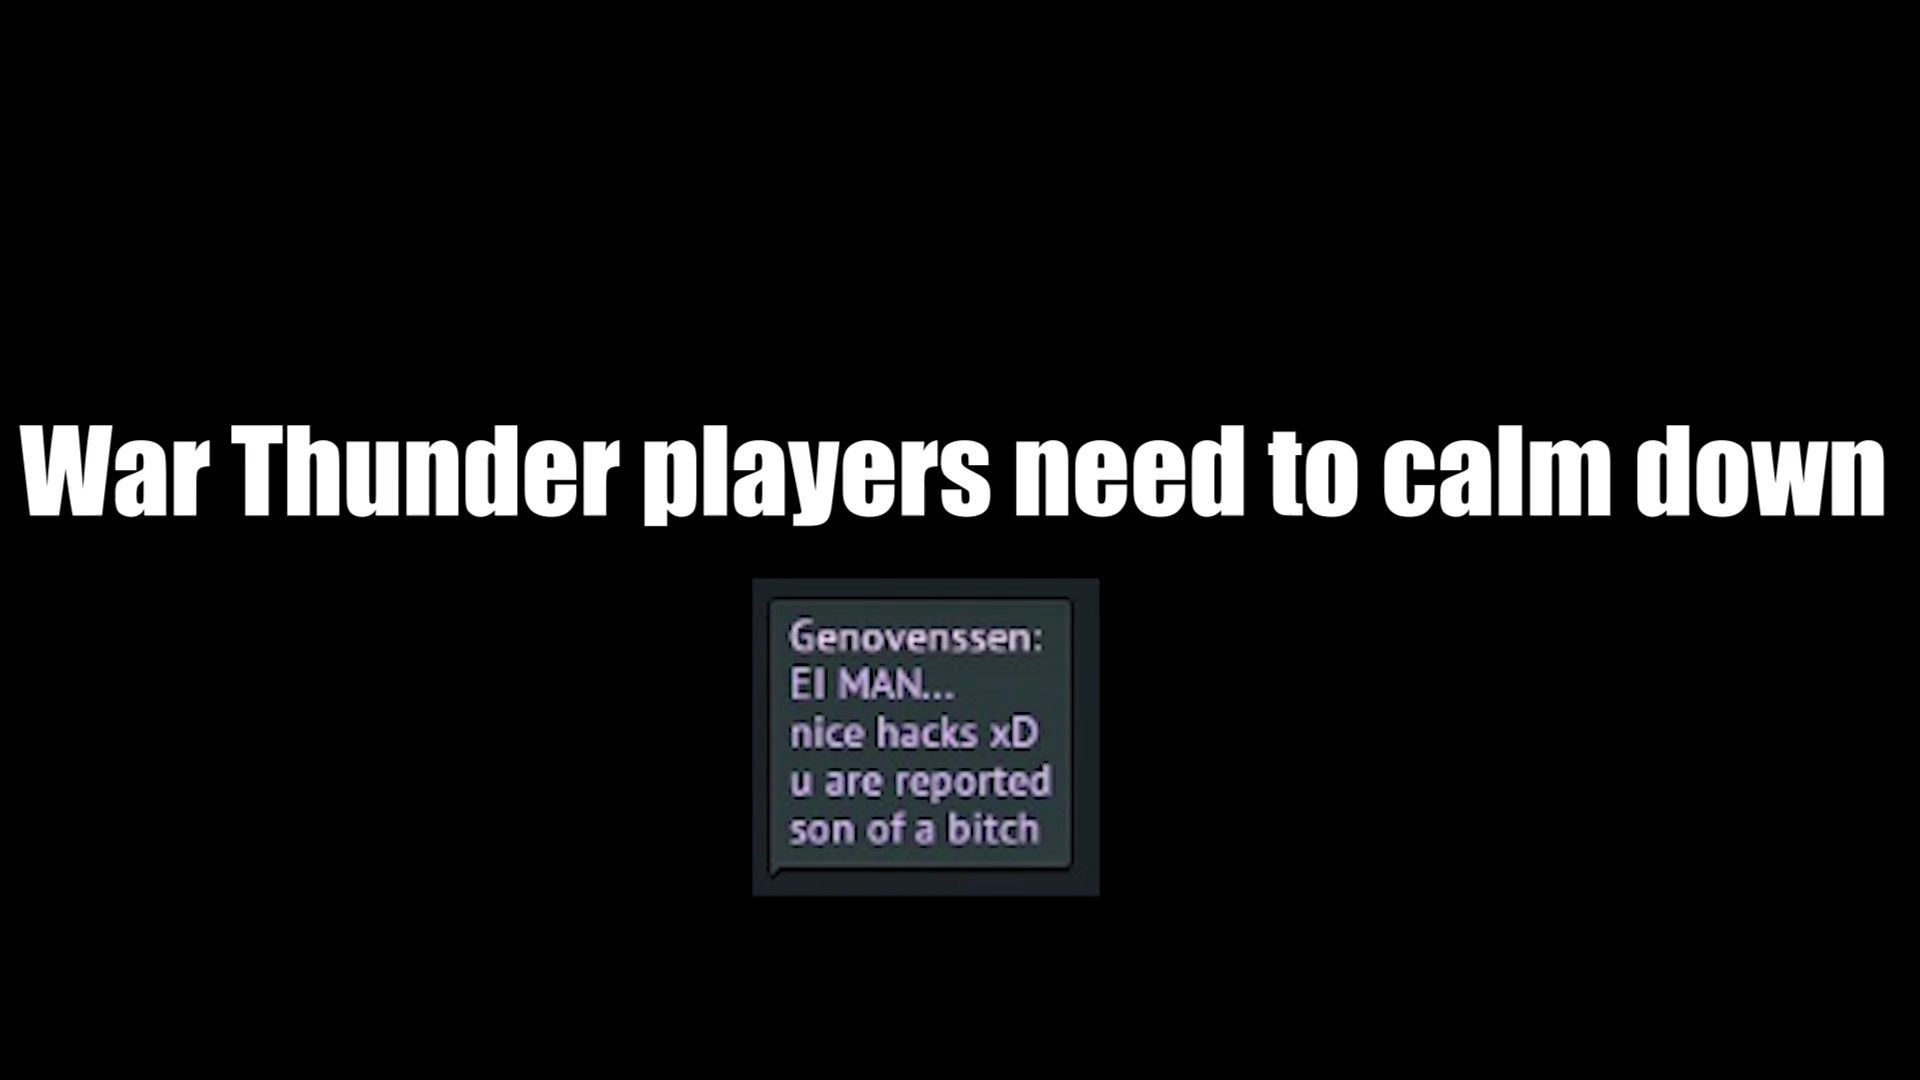 War Thunder players need to calm down
Genovenssen:
EI MAN...
nice hacks xD
u are reported
son of a bitch